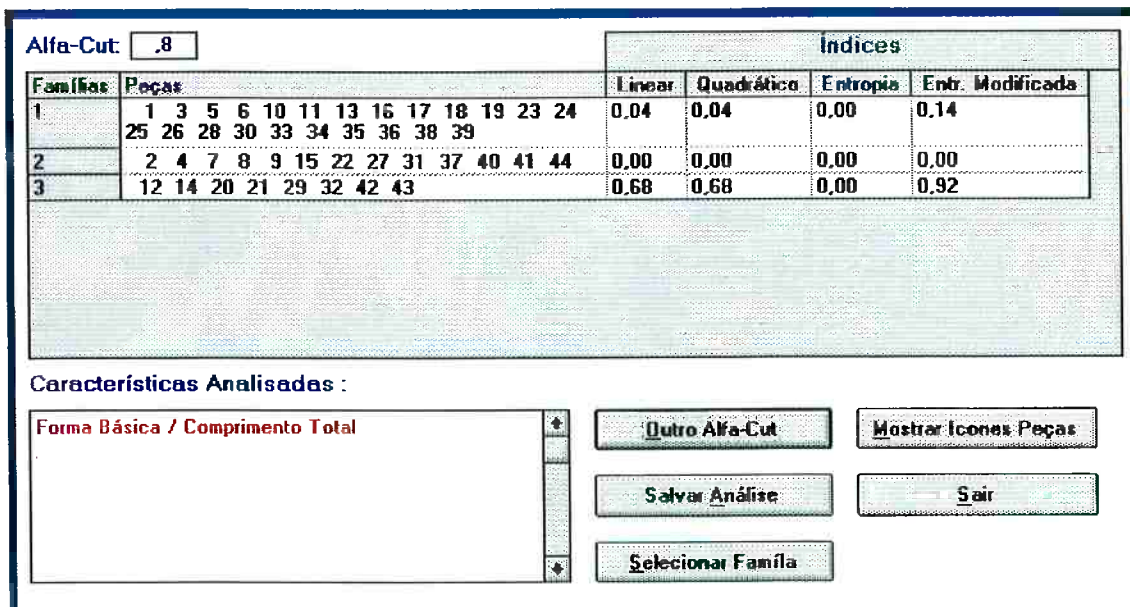 Alfa-Cut: ,8
Índices
Famílias Peças Linear Quadrático Entropia Entr. Modificada
1 1 3 5 6 10 11 13 16 17 18 19 23 24 0,04 0,04 0,00 0,14
25 26 28 30 33 34 35 36 38 39
2 2 4 7 8 9 15 22 27 31 37 40 41 44 0,00 0,00 0,00 0,00
3 12 14 20 21 29 32 42 43 0,68 0,68 0,00 0,92
Características Analisadas :
Forma Básica / Comprimento Total
Outro Alfa-Cut Mostrar Icones Peças
Salvar Análise Sair
Selecionar Famíla